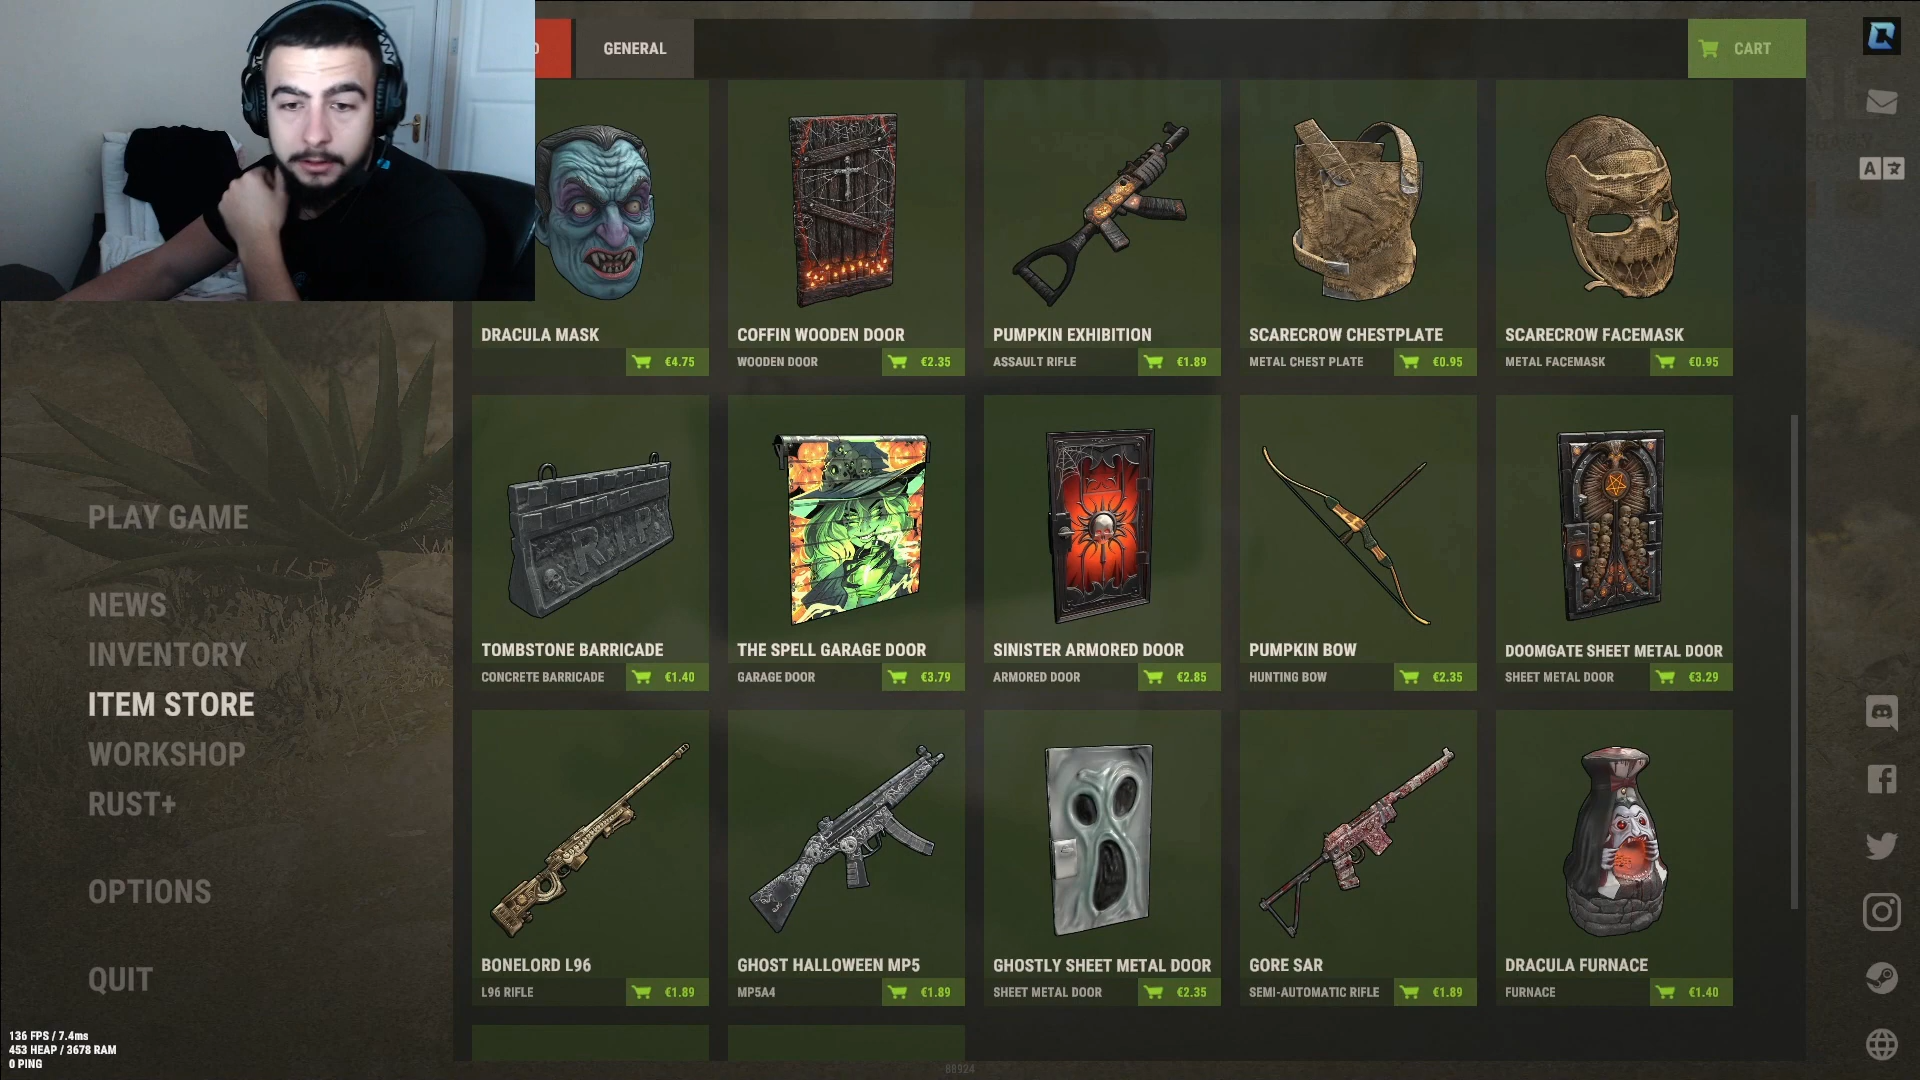 GENERAL
CART
DRACULA MASK
€4.75
COFFIN WOODEN DOOR
WOODEN DOOR
€2.35
PUMPKIN EXHIBITION
ASSAULT RIFLE
€1.89
SCARECROW CHESTPLATE
METAL CHEST PLATE
€0.95
SCARECROW FACEMASK
METAL FACEMASK
€0.95
TOMBSTONE BARRICADE
CONCRETE BARRICADE
€1.40
THE SPELL GARAGE DOOR
GARAGE DOOR
€3.79
SINISTER ARMORED DOOR
ARMORED DOOR
€2.85
PUMPKIN BOW
HUNTING BOW
€2.35
DOOMGATE SHEET METAL DOOR
SHEET METAL DOOR
€3.29
BONELORD L96
L96 RIFLE
€1.89
GHOST HALLOWEEN MP5
MP5A4
€1.89
GHOSTLY SHEET METAL DOOR
SHEET METAL DOOR
€2.35
GORE SAR
SEMI-AUTOMATIC RIFLE
€1.89
DRACULA FURNACE
FURNACE
€1.40
PLAY GAME
NEWS
INVENTORY
ITEM STORE
WORKSHOP
RUST+
OPTIONS
QUIT
136 FPS / 7.4ms
453 HEAP / 3678 RAM
0 PING
80924